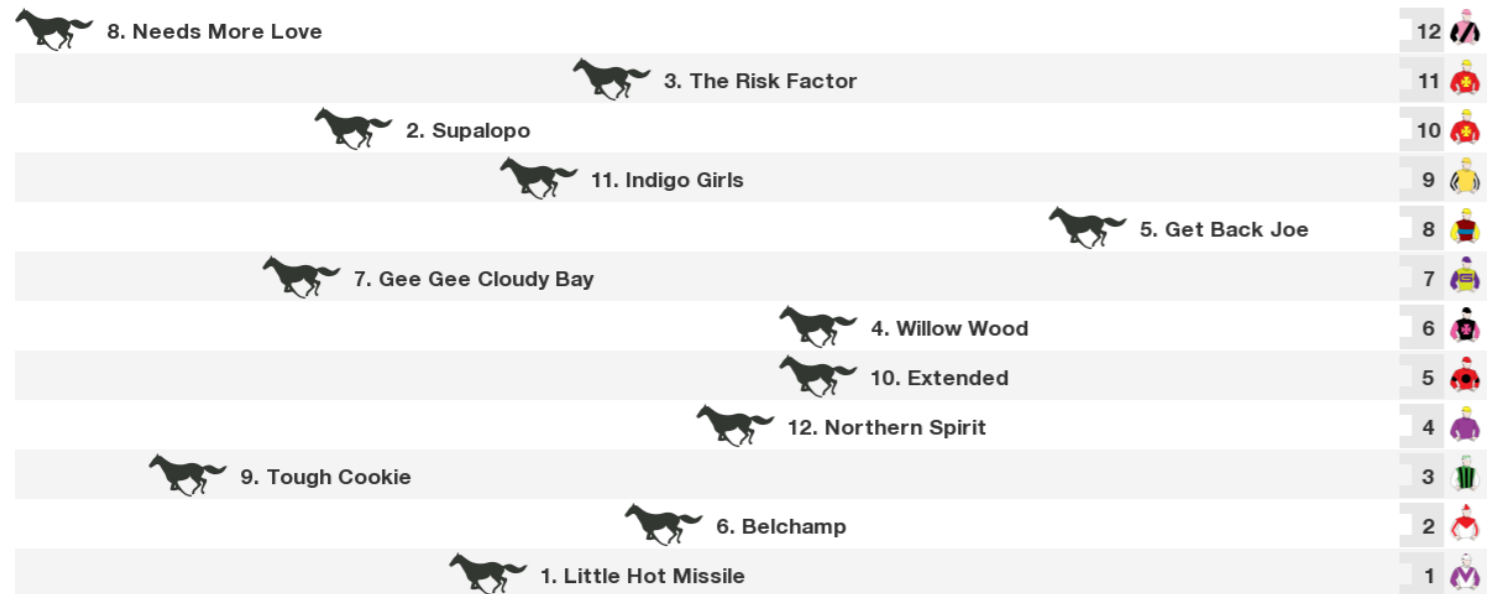 8. Needs More Love 12
3. The Risk Factor 11
2. Supalopo 10
11. Indigo Girls 9
5. Get Back Joe 8
7. Gee Gee Cloudy Bay 7
4. Willow Wood 6
10. Extended 5
12. Northern Spirit 4
9. Tough Cookie 3
6. Belchamp 2
1. Little Hot Missile 1